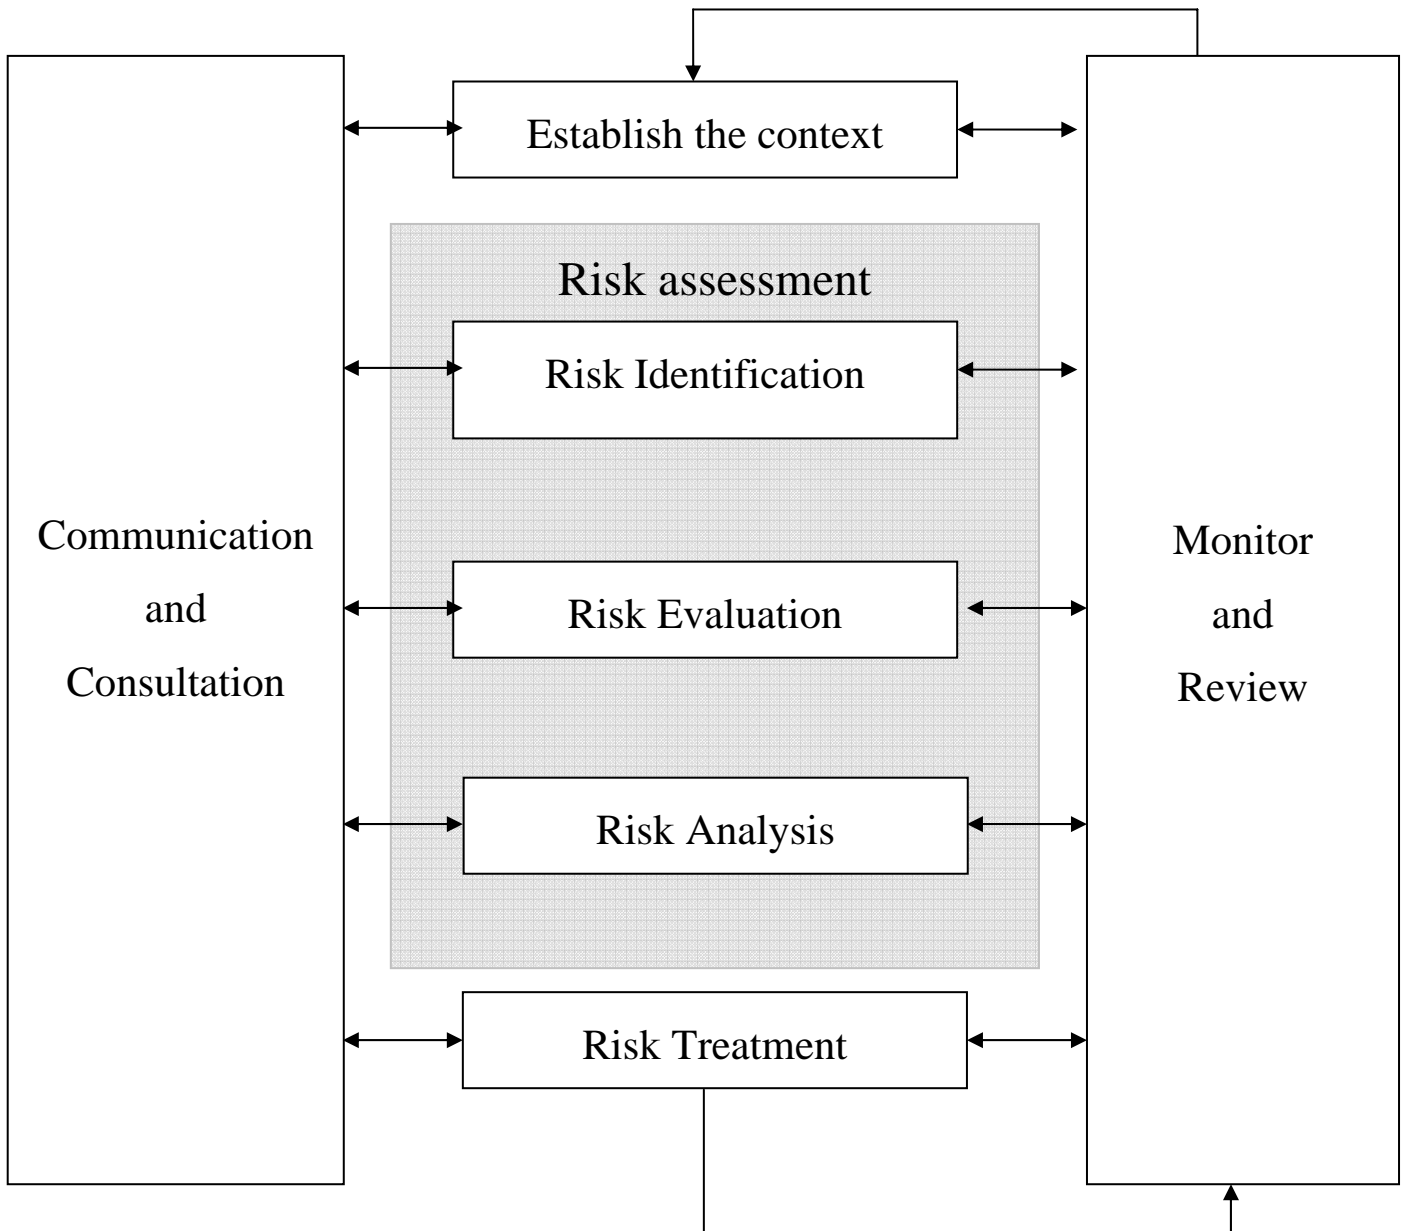 Establish the context
Risk assessment
Risk Identification
Communication
and
Consultation
Risk Evaluation
Monitor
and
Review
Risk Analysis
Risk Treatment